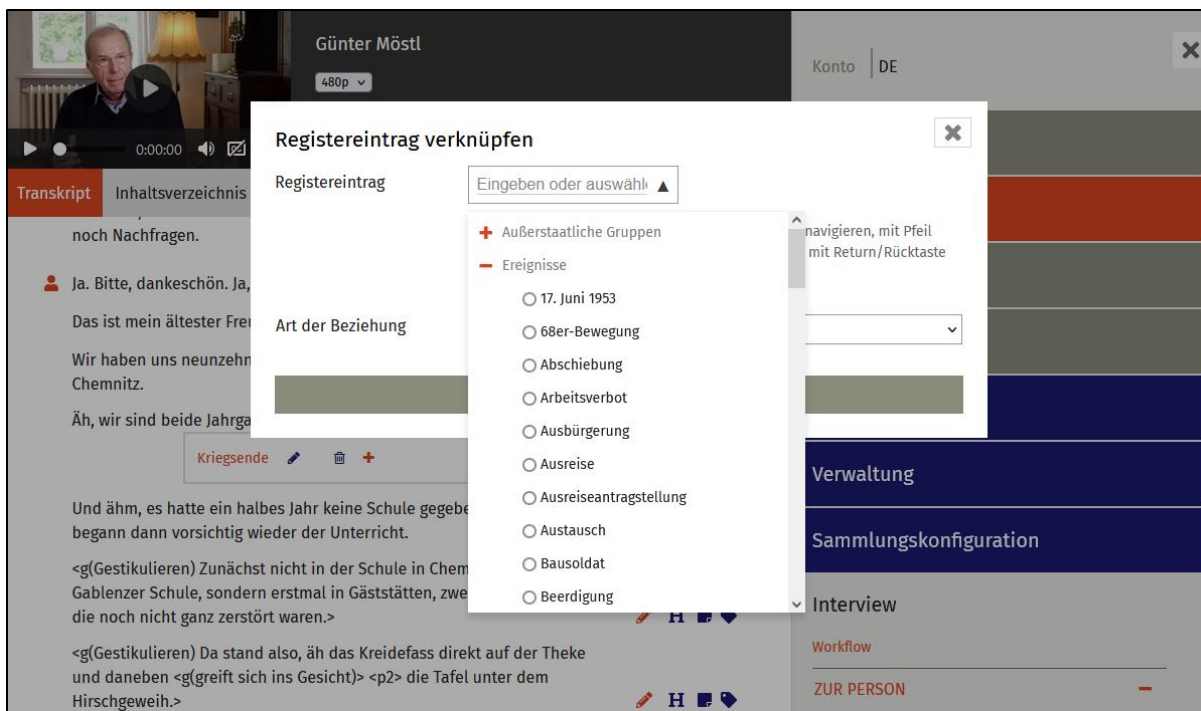 Günter Möstl
480p
Konto DE
0:00:00
Transkript Inhaltsverzeichnis
noch Nachfragen.
Ja. Bitte, dankeschön. Ja,
Das ist mein ältester
Wir haben uns neunzehn
Chemnitz.
Äh, wir sind beide
Kriegsende
Und ähm, es hatte ein halbes Jahr keine Schule
begann dann vorsichtig wieder der Unterricht.
<g(Gestikulieren) Zunächst nicht in der Schule in
Gablenzer Schule, sondern erstmal in Gäststätten,
die noch nicht ganz zerstört waren.>
H
<g(Gestikulieren) Da stand also, äh das Kreidefass direkt auf der Theke
und daneben <g(greift sich ins Gesicht)> <p2> die Tafel unter dem
Hirschgeweih.>
H
Registereintrag verknüpfen
Registereintrag
Eingeben oder
navigieren, mit Pfeil
mit Return/Rücktaste
Außerstaatliche Gruppen
Ereignisse
17. Juni 1953
68er-Bewegung
Abschiebung
Arbeitsverbot
Ausbürgerung
Ausreise
Ausreiseantragstellung
Austausch
Bausoldat
Beerdigung
Art der Beziehung
Verwaltung
Sammlungskonfiguration
Interview
Workflow
ZUR PERSON